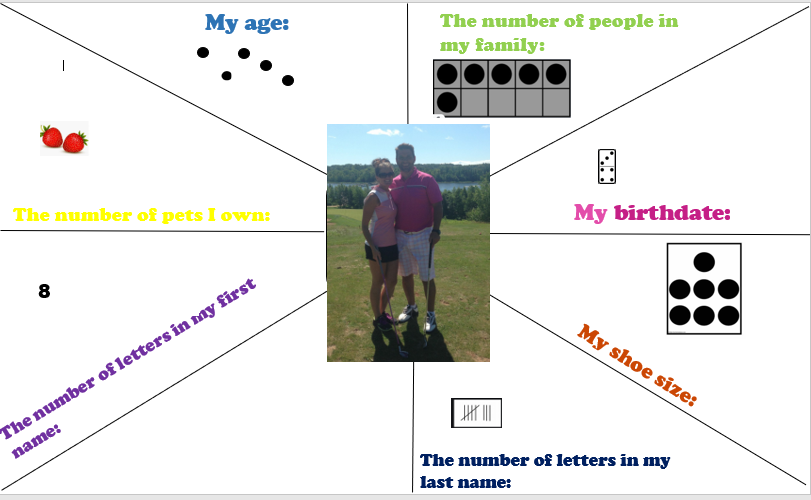 My age:
The number of people in
my family:
The number of pets I own:
My birthdate:
8
The number of letters in my first
name:
My shoe size:
The number of letters in my
last name: